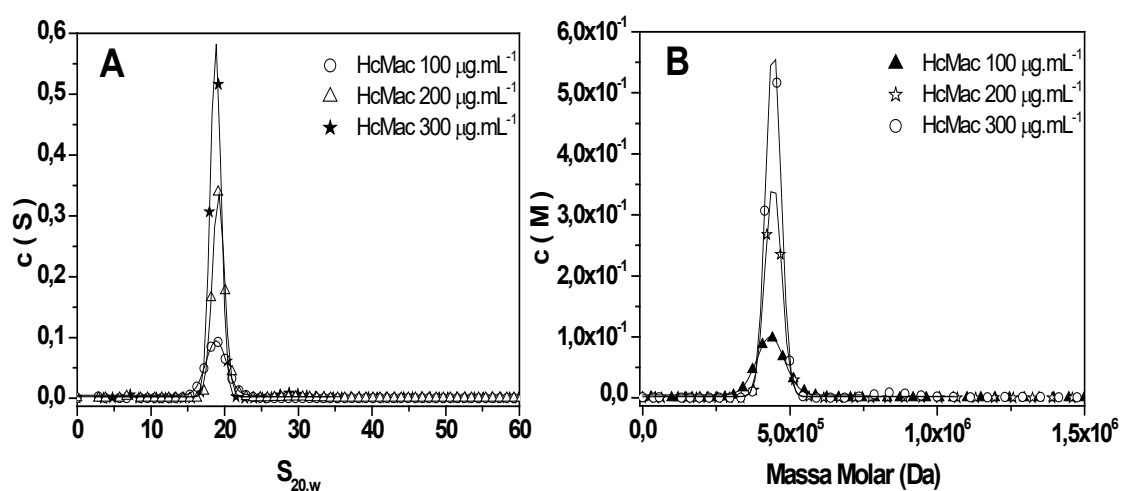 A
HcMac 100 µg.mL⁻¹
HcMac 200 µg.mL⁻¹
HcMac 300 µg.mL⁻¹
0,6
0,5
0,4
0,3
0,2
0,1
0,0
c ( S )
0 10 20 30 40 50 60
S20,w
B
HcMac 100 µg.mL⁻¹
HcMac 200 µg.mL⁻¹
HcMac 300 µg.mL⁻¹
6,0x10⁻¹
5,0x10⁻¹
4,0x10⁻¹
3,0x10⁻¹
2,0x10⁻¹
1,0x10⁻¹
0,0
c ( M )
0,0 5,0x10⁵ 1,0x10⁶ 1,5x10⁶
Massa Molar (Da)